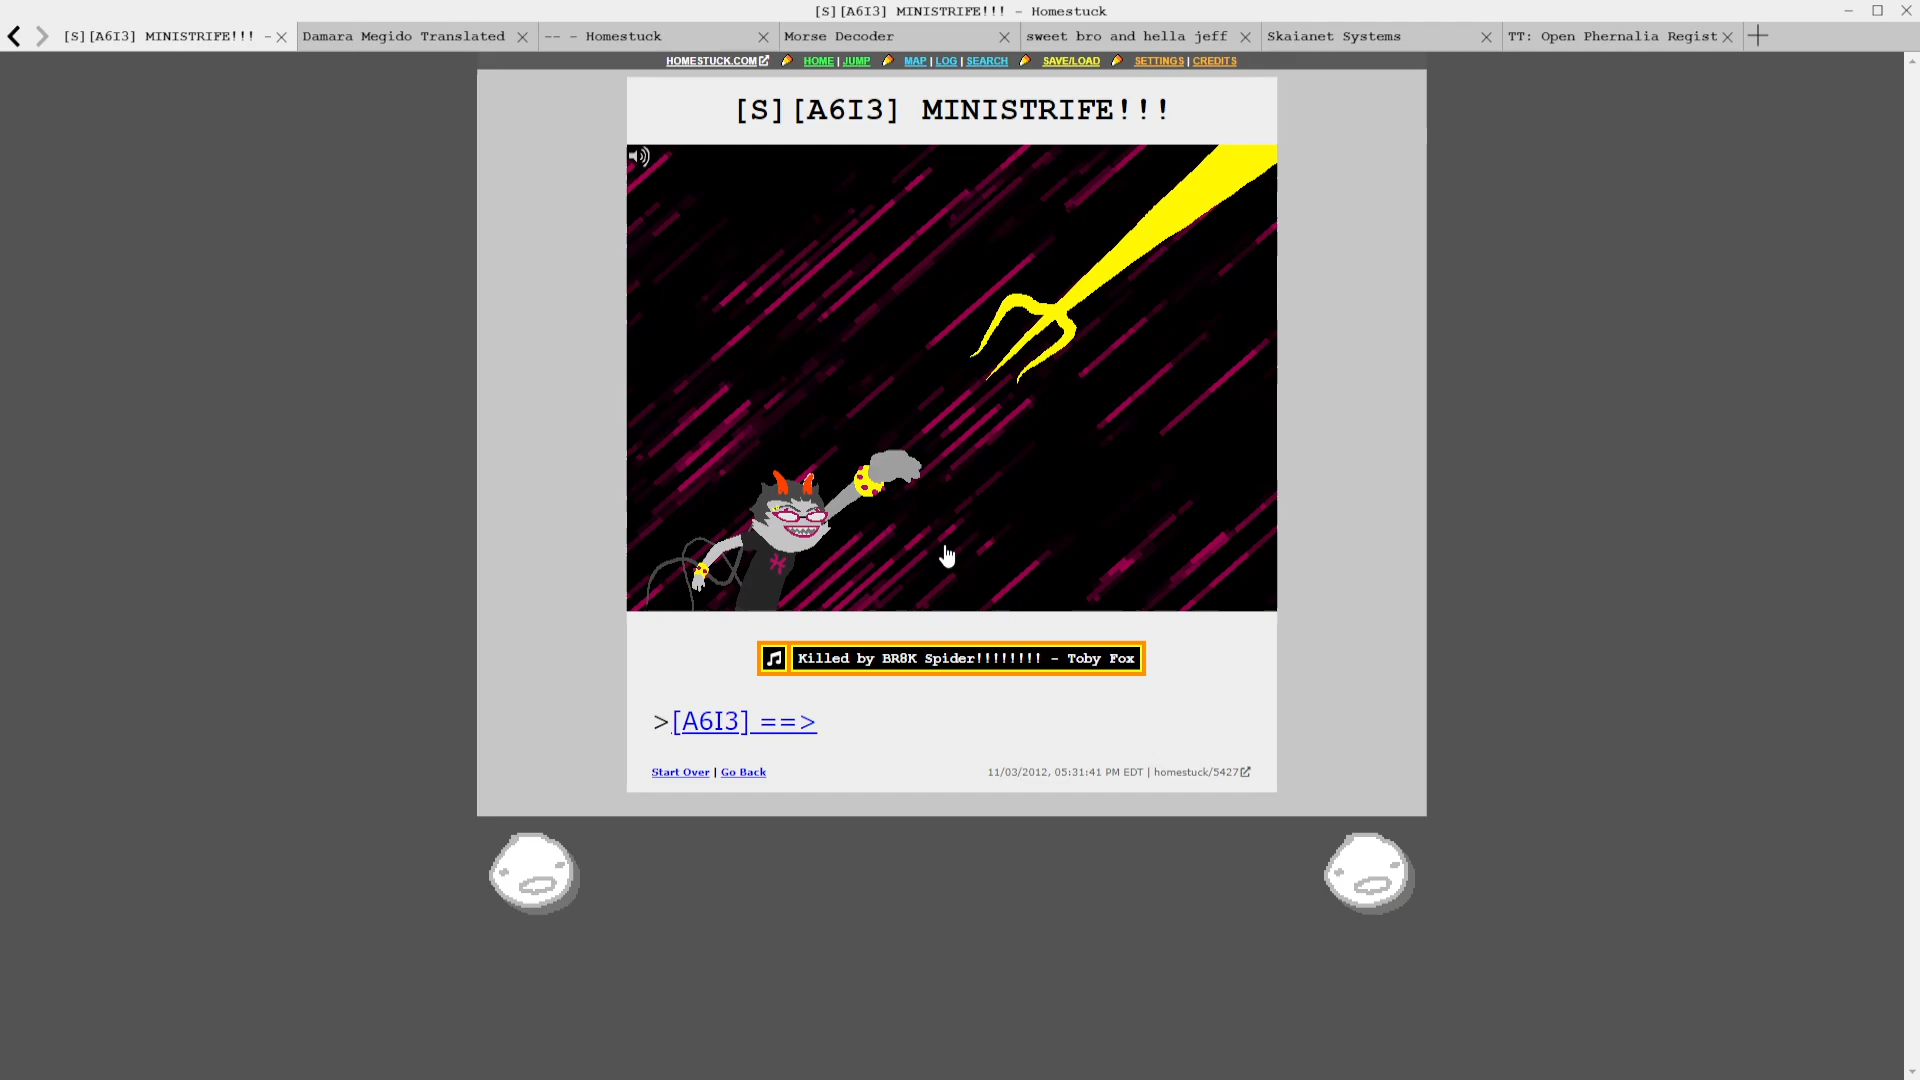 [S][A6I3] MINISTRIFE!!! - Homestuck
[S][A6I3] MINISTRIFE!!! -
Damara Megido Translated
-- - Homestuck
Morse Decoder
sweet bro and hella jeff
Skaianet Systems
TT: Open Phernalia Regist
HOMESTUCK.COM HOME | JUMP MAP | LOG | SEARCH SAVE/LOAD SETTINGS | CREDITS
[S][A6I3] MINISTRIFE!!!
Killed by BR8K Spider!!!!!!!! - Toby Fox
>[A6I3] ==>
Start Over | Go Back
11/03/2012, 05:31:41 PM EDT | homestuck/5427